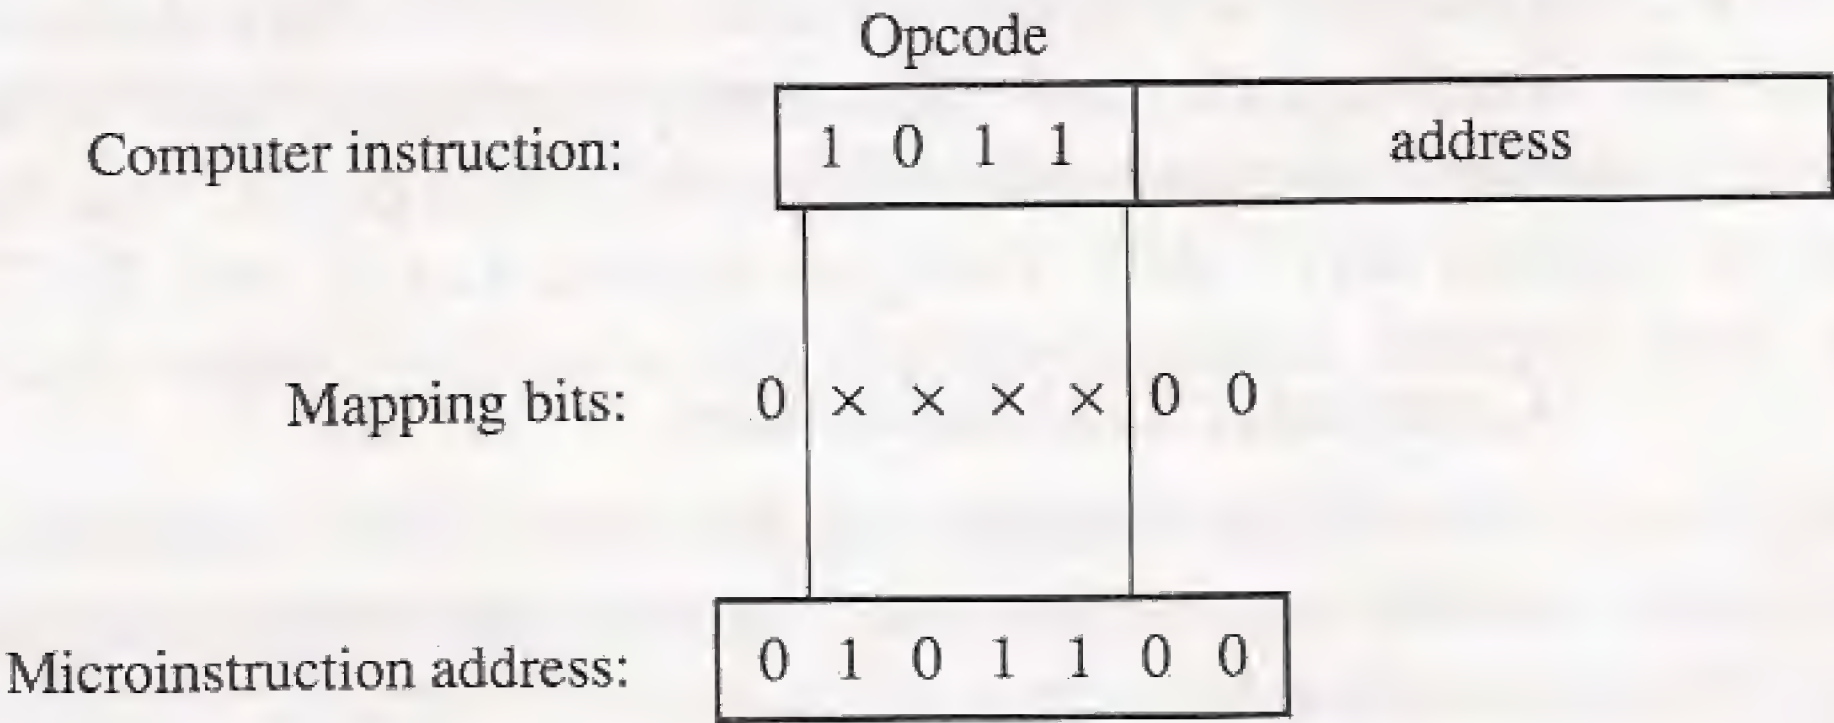 Opcode
Computer instruction: 1 0 1 1 address
Mapping bits: 0 × × × × 0 0
Microinstruction address: 0 1 0 1 1 0 0